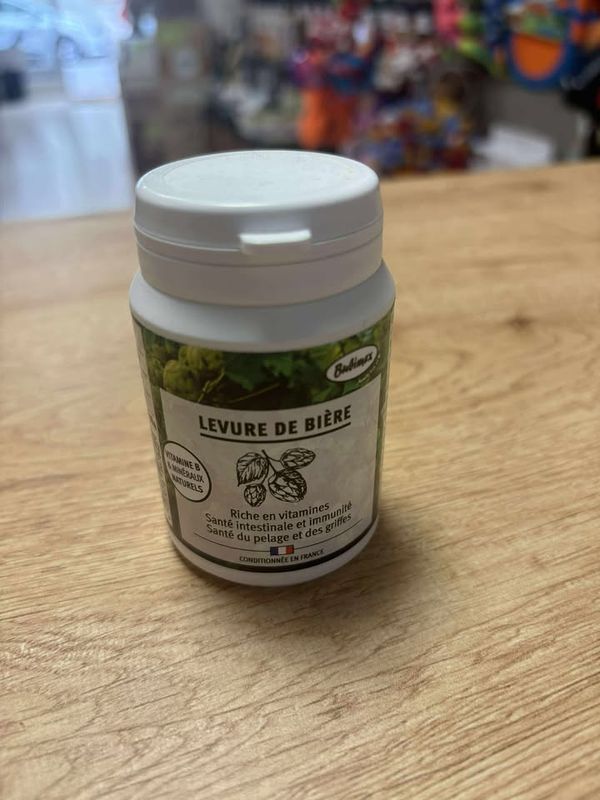 Bubimex
LEVURE DE BIÈRE
VITAMINE B
& MINÉRAUX
NATURELS
Riche en vitamines
Santé intestinale et immunité
Santé du pelage et des griffes
CONDITIONNÉE EN FRANCE